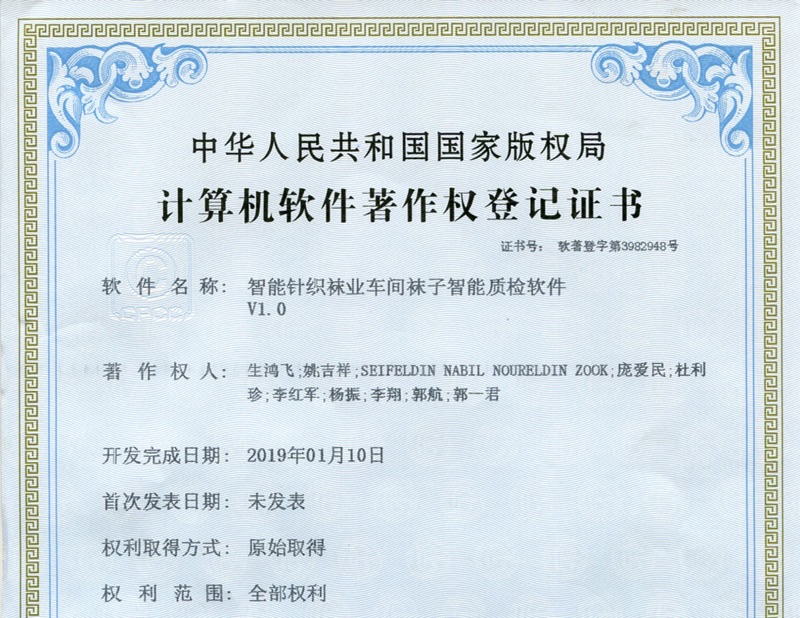 中华人民共和国国家版权局
计算机软件著作权登记证书
证书号： 软著登字第3982948号
CPCC
软件名称： 智能针织袜业车间袜子智能质检软件
V1.0
著作权人： 生鸿飞;姚吉祥;SEIFELDIN NABIL NOURELDIN ZOOK;庞爱民;杜利
珍;李红军;杨振;李翔;郭航;郭一君
开发完成日期： 2019年01月10日
首次发表日期： 未发表
权利取得方式： 原始取得
权利范围： 全部权利